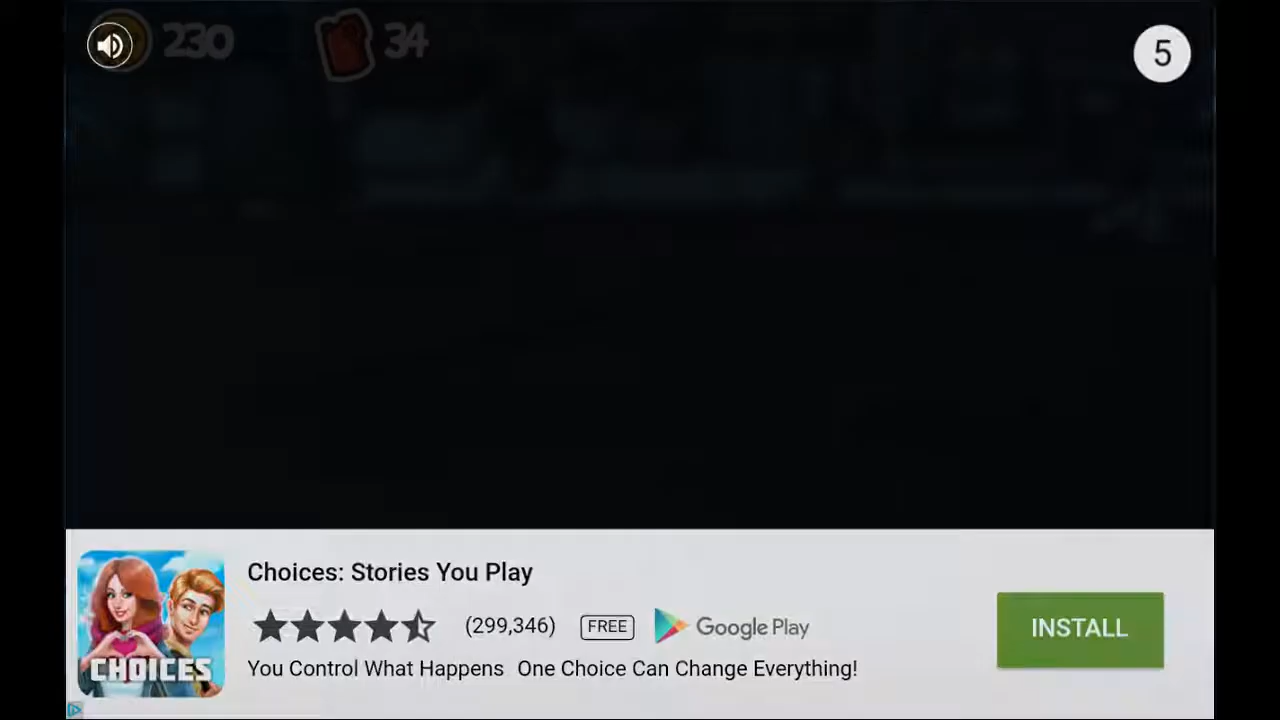 230 34
5
Choices: Stories You Play
(299,346) FREE Google Play
INSTALL
CHOICES
You Control What Happens One Choice Can Change Everything!